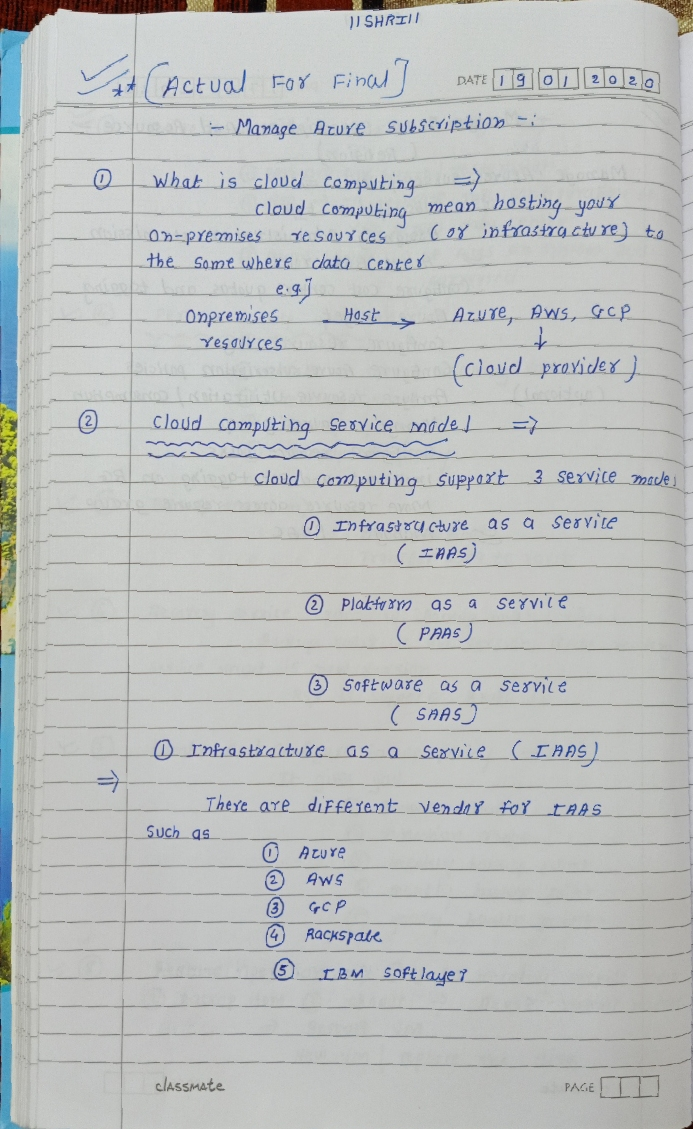 ||SHRI||
** [Actual For Final] DATE 19 01 2020
:- Manage Azure Subscription -:
① What is cloud computing =>
cloud computing mean hosting your
on-premises resources (or infrastracture) to
the some where data center
e.g]
Onpremises Host → Azure, AWS, GCP
resources ↓
(cloud provider)
② Cloud computing Service model =>
Cloud computing support 3 service model
① Infrastructure as a service
(IAAS)
② Platform as a service
(PAAS)
③ Software as a service
(SAAS)
① Infrastracture as a service (IAAS)
=>
There are different vendor for IAAS
Such as
① Azure
② AWS
③ GCP
④ Rackspace
⑤ IBM softlayer
classmate PAGE